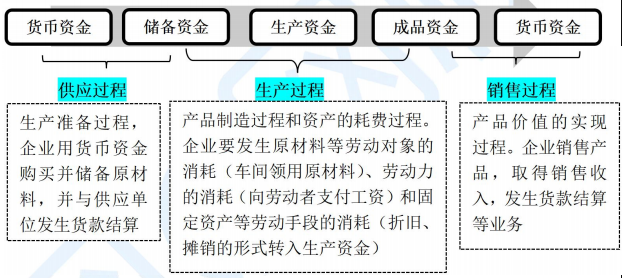 货币资金
储备资金
生产资金
成品资金
货币资金
供应过程
生产准备过程，
企业用货币资金
购买并储备原材
料，并与供应单
位发生货款结算
生产过程
产品制造过程和资产的耗费过程。
企业要发生原材料等劳动对象的
消耗（车间领用原材料）、劳动力
的消耗（向劳动者支付工资）和固
定资产等劳动手段的消耗（折旧、
摊销的形式转入生产资金）
销售过程
产品价值的实现
过程。企业销售产
品，取得销售收
入，发生货款结算
等业务